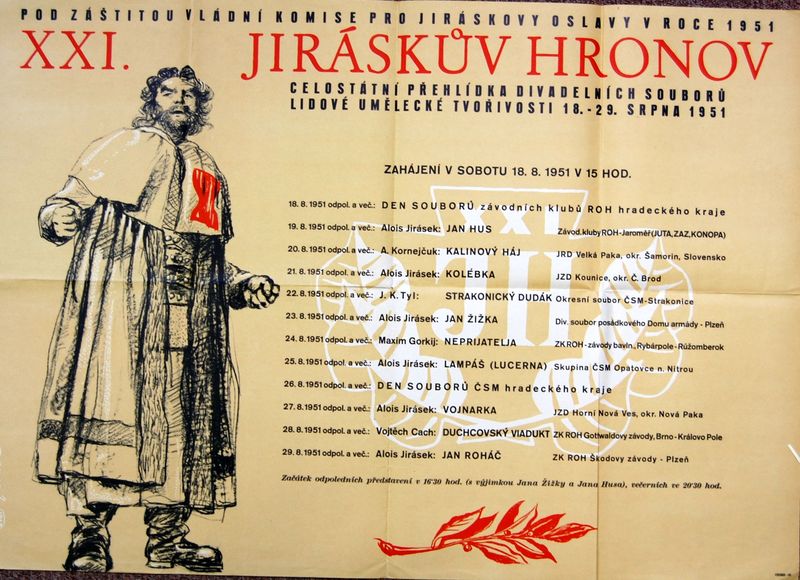 POD ZÁŠTITOU VLÁDNÍ KOMISE PRO JIRÁSKOVY OSLAVY V ROCE 1951
XXI. JIRÁSKŮV HRONOV
CELOSTÁTNÍ PŘEHLÍDKA DIVADELNÍCH SOUBORŮ
LIDOVÉ UMĚLECKÉ TVOŘIVOSTI 18.-29. SRPNA 1951
ZAHÁJENÍ V SOBOTU 18. 8. 1951 V 15 HOD.
XXI.
JH
18. 8. 1951 odpol. a več.: DEN SOUBORŮ závodních klubů ROH hradeckého kraje
19. 8. 1951 odpol. a več.: Alois Jirásek: JAN HUS Závod. kluby ROH-Jaroměř (JUTA, ZAZ, KONOPA)
20. 8. 1951 odpol. a več.: A. Kornejčuk: KALINOVÝ HÁJ JRD Velká Paka, okr. Šamorin, Slovensko
21. 8. 1951 odpol. a več.: Alois Jirásek: KOLÉBKA JZD Kounice, okr. Č. Brod
22. 8. 1951 odpol. a več.: J. K. Tyl: STRAKONICKÝ DUDÁK Okresní soubor ČSM-Strakonice
23. 8. 1951 odpol. a več.: Alois Jirásek: JAN ŽIŽKA Div. soubor posádkového Domu armády - Plzeň
24. 8. 1951 odpol. a več.: Maxim Gorkij: NEPRIJATELJA ZK ROH - závody bavln., Rybárpole - Růžomberok
25. 8. 1951 odpol. a več.: Alois Jirásek: LAMPÁŠ (LUCERNA) Skupina ČSM Opatovce n. Nitrou
26. 8. 1951 odpol. a več.: DEN SOUBORŮ ČSM hradeckého kraje
27. 8. 1951 odpol. a več.: Alois Jirásek: VOJNARKA JZD Horní Nová Ves, okr. Nová Paka
28. 8. 1951 odpol. a več.: Vojtěch Cach: DUCHCOVSKÝ VIADUKT ZK ROH Gottwaldovy závody, Brno - Královo Pole
29. 8. 1951 odpol. a več.: Alois Jirásek: JAN ROHÁČ ZK ROH Škodovy závody - Plzeň
Začátek odpoledních představení v 16'30 hod. (s výjimkou Jana Žižky a Jana Husa), večerních ve 20'30 hod.